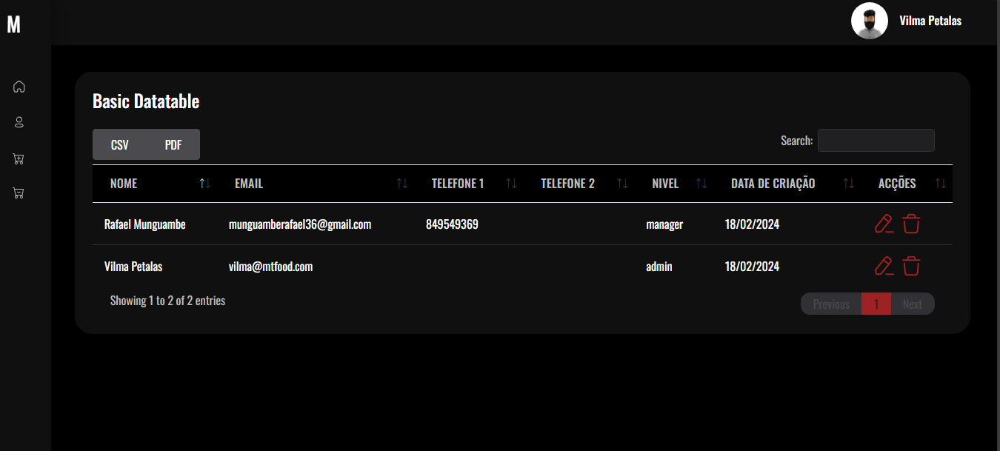 M
Vilma Petalas
Basic Datatable
CSV PDF
Search:
NOME EMAIL TELEFONE 1 TELEFONE 2 NIVEL DATA DE CRIAÇÃO ACÇÕES
Rafael Munguambe munguamberafael36@gmail.com 849549369 manager 18/02/2024
Vilma Petalas vilma@mtfood.com admin 18/02/2024
Showing 1 to 2 of 2 entries
Previous 1 Next